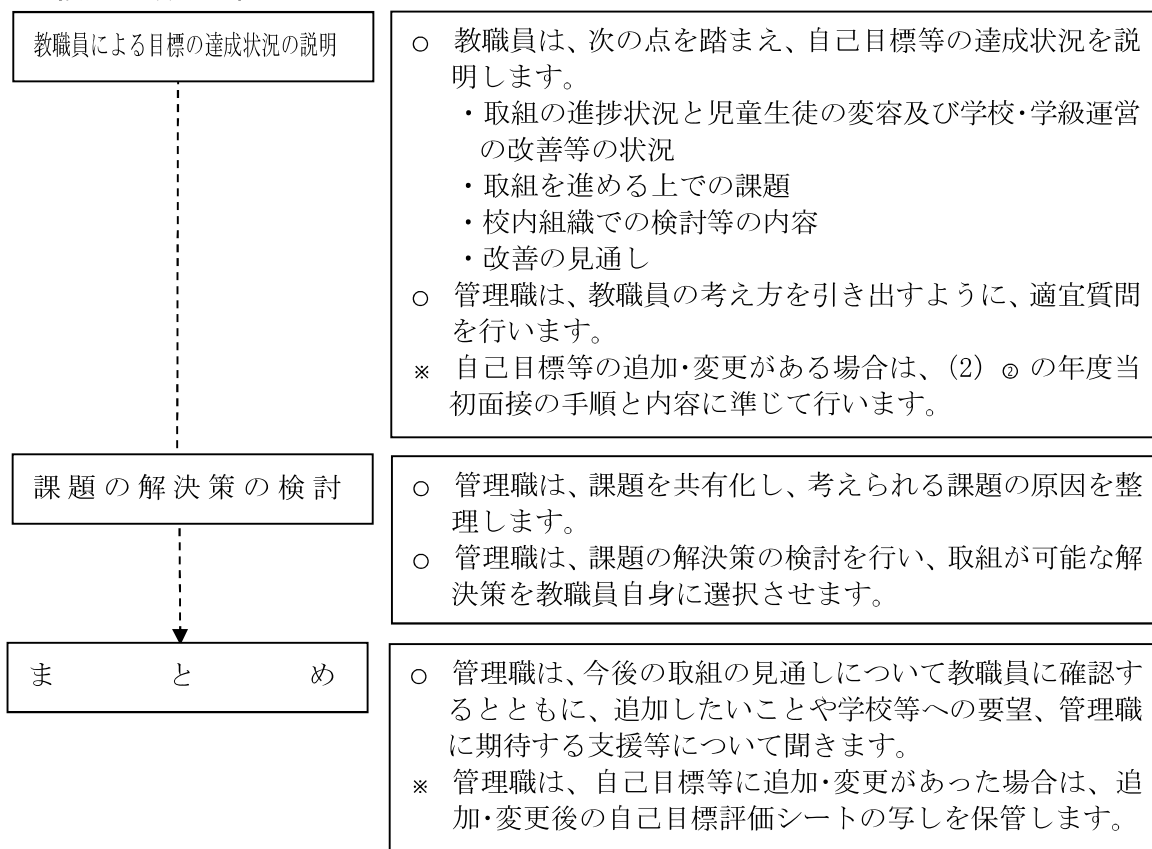 教職員による目標の達成状況の説明
○ 教職員は、次の点を踏まえ、自己目標等の達成状況を説
明します。
・取組の進捗状況と児童生徒の変容及び学校・学級運営
の改善等の状況
・取組を進める上での課題
・校内組織での検討等の内容
・改善の見通し
○ 管理職は、教職員の考え方を引き出すように、適宜質問
を行います。
※ 自己目標等の追加・変更がある場合は、(2) ② の年度当
初面接の手順と内容に準じて行います。
課題の解決策の検討
○ 管理職は、課題を共有化し、考えられる課題の原因を整
理します。
○ 管理職は、課題の解決策の検討を行い、取組が可能な解
決策を教職員自身に選択させます。
まとめ
○ 管理職は、今後の取組の見通しについて教職員に確認す
るとともに、追加したいことや学校等への要望、管理職
に期待する支援等について聞きます。
※ 管理職は、自己目標等に追加・変更があった場合は、追
加・変更後の自己目標評価シートの写しを保管します。